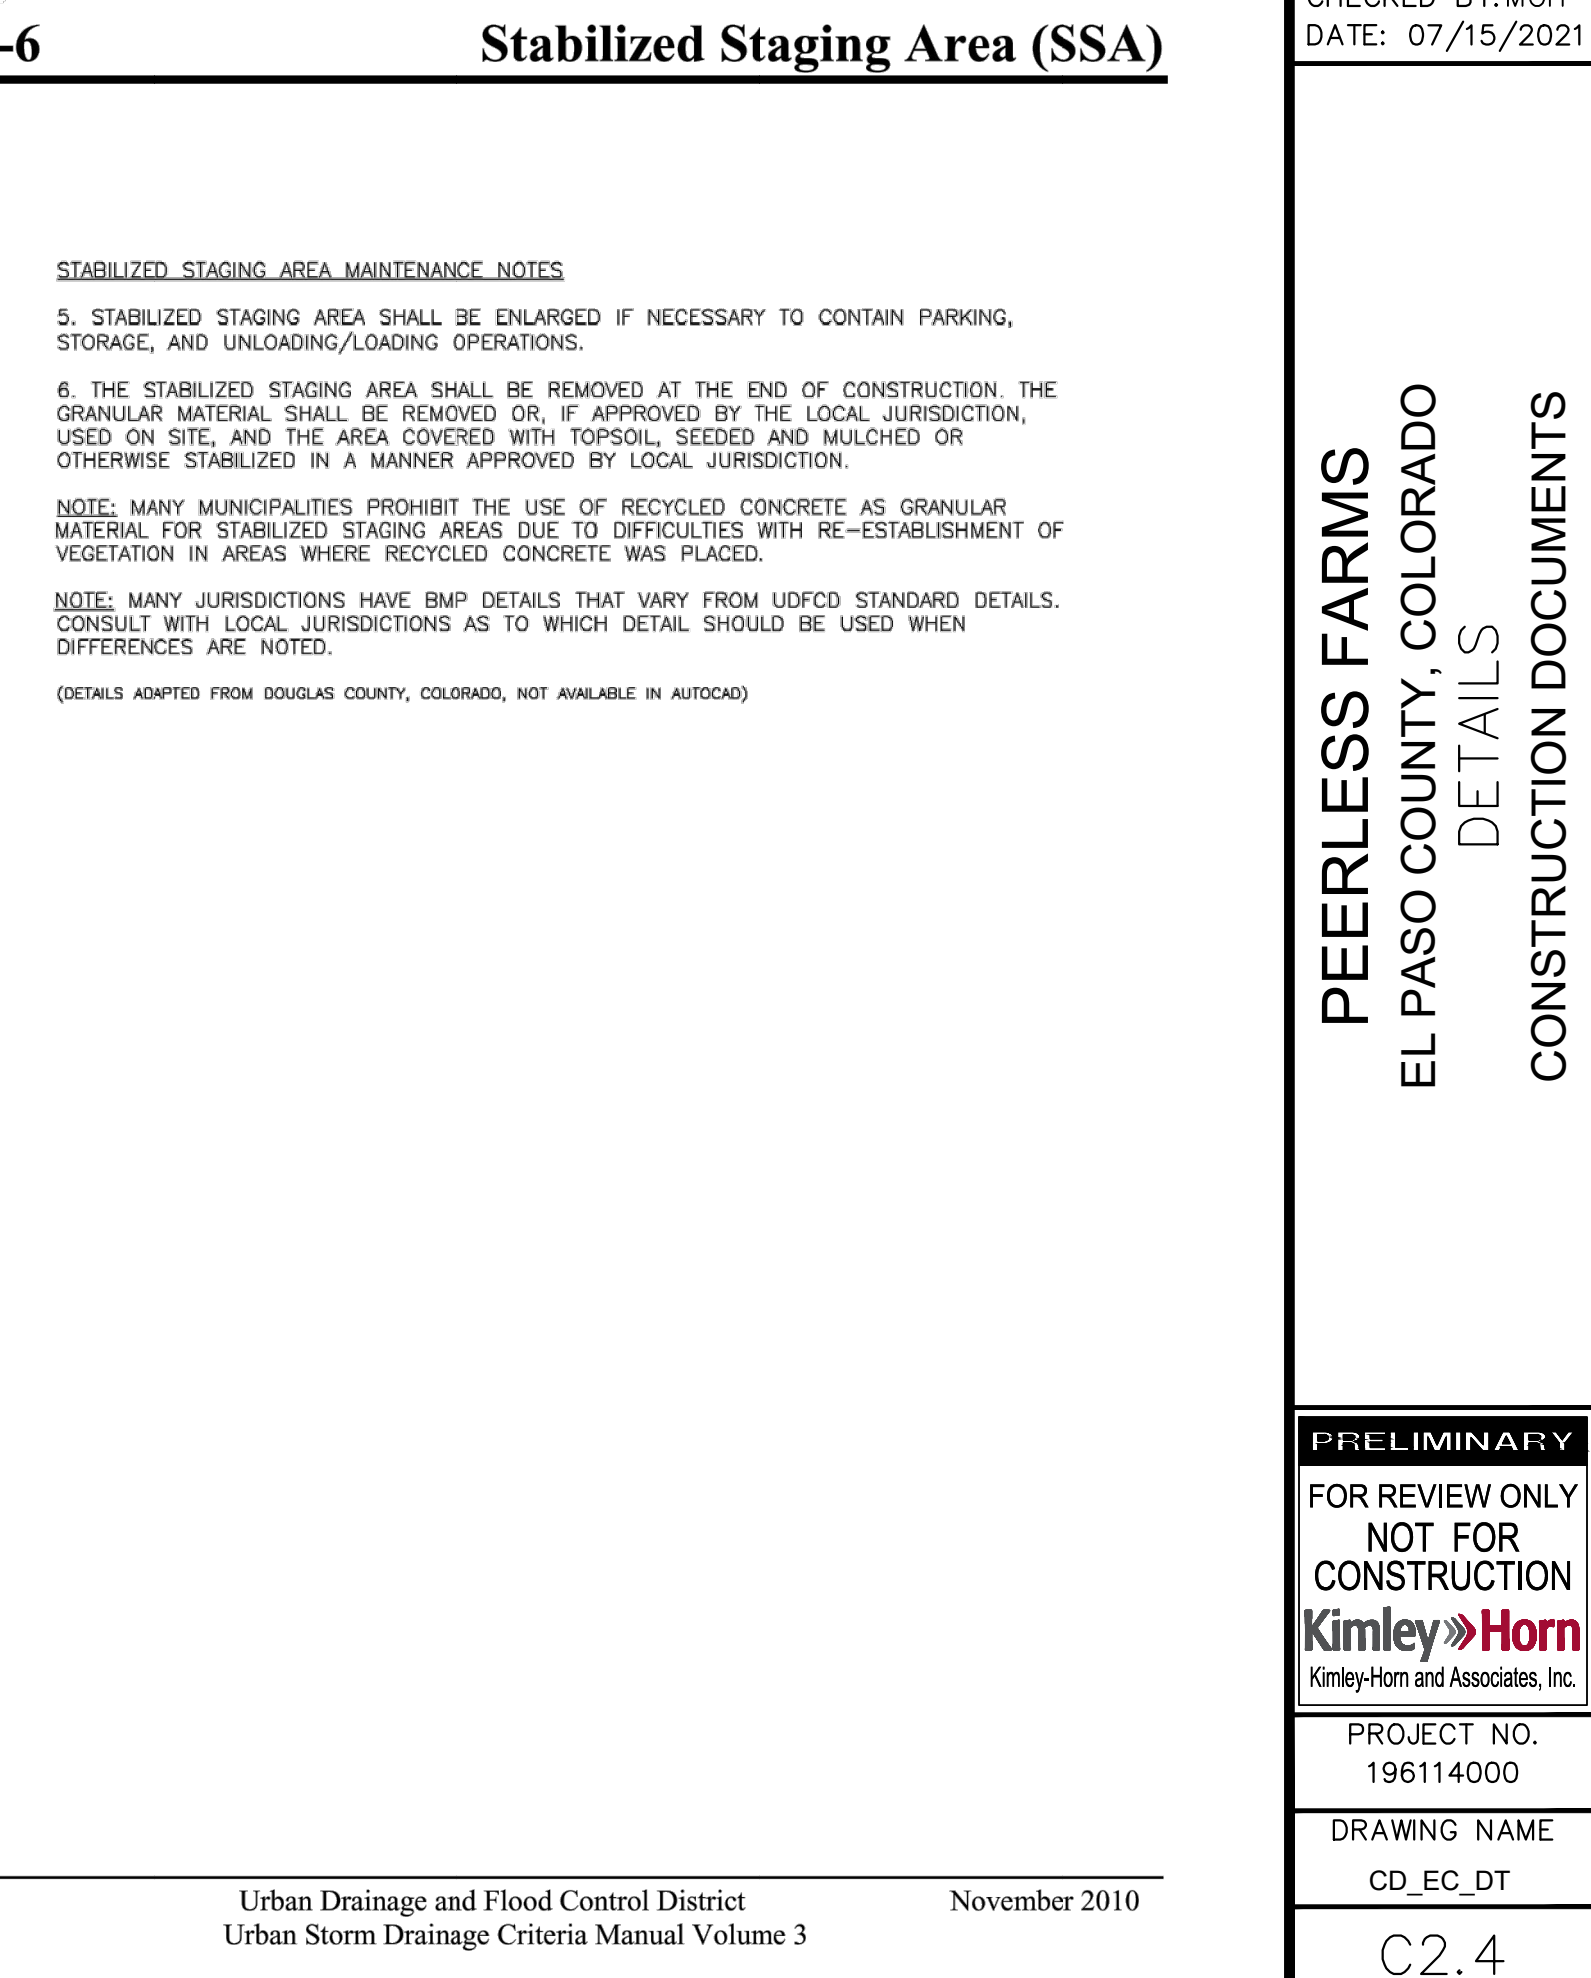 -6
Stabilized Staging Area (SSA)
STABILIZED STAGING AREA MAINTENANCE NOTES
5. STABILIZED STAGING AREA SHALL BE ENLARGED IF NECESSARY TO CONTAIN PARKING,
STORAGE, AND UNLOADING/LOADING OPERATIONS.
6. THE STABILIZED STAGING AREA SHALL BE REMOVED AT THE END OF CONSTRUCTION. THE
GRANULAR MATERIAL SHALL BE REMOVED OR, IF APPROVED BY THE LOCAL JURISDICTION,
USED ON SITE, AND THE AREA COVERED WITH TOPSOIL, SEEDED AND MULCHED OR
OTHERWISE STABILIZED IN A MANNER APPROVED BY LOCAL JURISDICTION.
NOTE: MANY MUNICIPALITIES PROHIBIT THE USE OF RECYCLED CONCRETE AS GRANULAR
MATERIAL FOR STABILIZED STAGING AREAS DUE TO DIFFICULTIES WITH RE-ESTABLISHMENT OF
VEGETATION IN AREAS WHERE RECYCLED CONCRETE WAS PLACED.
NOTE: MANY JURISDICTIONS HAVE BMP DETAILS THAT VARY FROM UDFCD STANDARD DETAILS.
CONSULT WITH LOCAL JURISDICTIONS AS TO WHICH DETAIL SHOULD BE USED WHEN
DIFFERENCES ARE NOTED.
(DETAILS ADAPTED FROM DOUGLAS COUNTY, COLORADO, NOT AVAILABLE IN AUTOCAD)
Urban Drainage and Flood Control District
November 2010
Urban Storm Drainage Criteria Manual Volume 3
CHECKED BY:
DATE: 07/15/2021
PEERLESS FARMS
EL PASO COUNTY, COLORADO
DETAILS
CONSTRUCTION DOCUMENTS
PRELIMINARY
FOR REVIEW ONLY
NOT FOR
CONSTRUCTION
Kimley»Horn
Kimley-Horn and Associates, Inc.
PROJECT NO.
196114000
DRAWING NAME
CD_EC_DT
C2.4